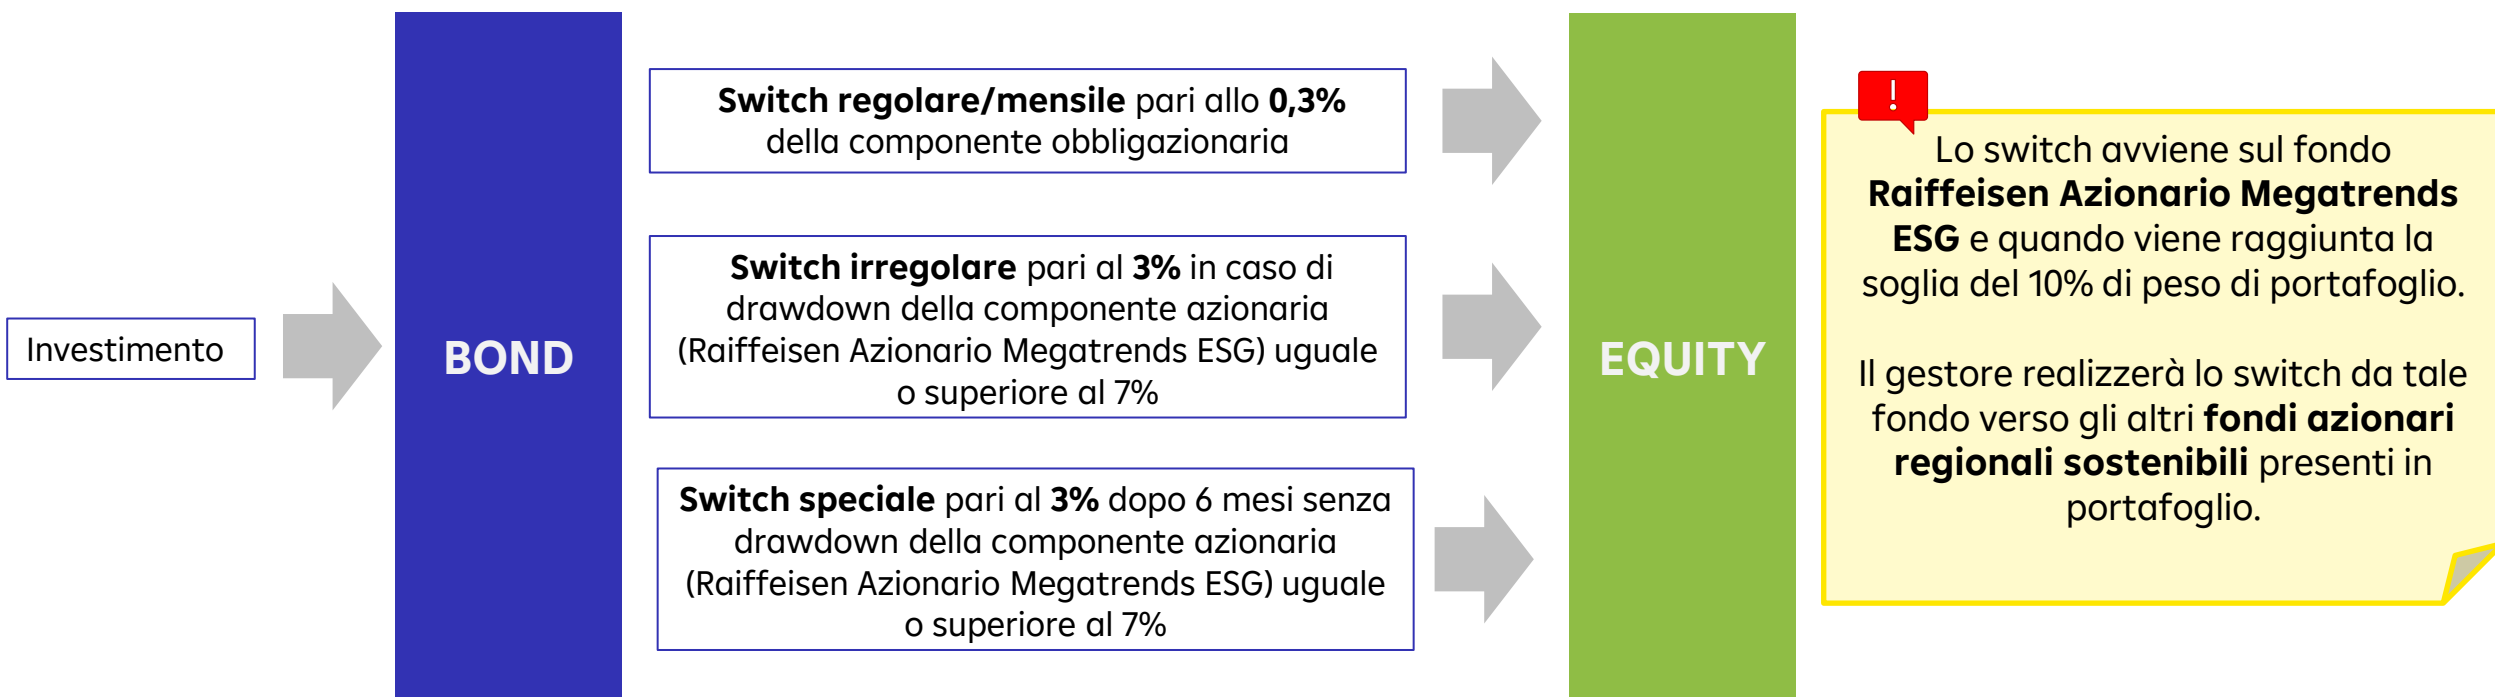 Investimento
BOND
Switch regolare/mensile pari allo 0,3%
della componente obbligazionaria
Switch irregolare pari al 3% in caso di
drawdown della componente azionaria
(Raiffeisen Azionario Megatrends ESG) uguale
o superiore al 7%
Switch speciale pari al 3% dopo 6 mesi senza
drawdown della componente azionaria
(Raiffeisen Azionario Megatrends ESG) uguale
o superiore al 7%
EQUITY
!
Lo switch avviene sul fondo
Raiffeisen Azionario Megatrends
ESG e quando viene raggiunta la
soglia del 10% di peso di portafoglio.
Il gestore realizzerà lo switch da tale
fondo verso gli altri fondi azionari
regionali sostenibili presenti in
portafoglio.